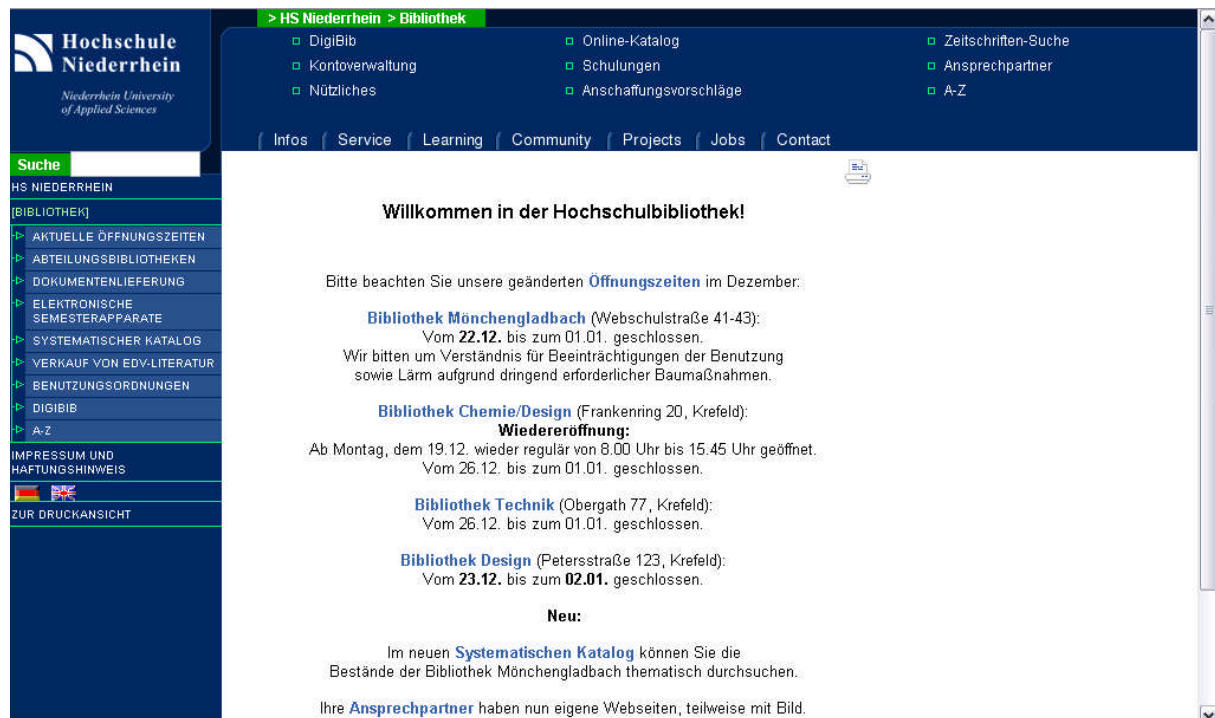 > HS Niederrhein > Bibliothek
Hochschule
Niederrhein
Niederrhein University
of Applied Sciences
DigiBib
Online-Katalog
Zeitschriften-Suche
Kontoverwaltung
Schulungen
Ansprechpartner
Nützliches
Anschaffungsvorschläge
A-Z
Infos
Service
Learning
Community
Projects
Jobs
Contact
Suche
HS NIEDERRHEIN
[BIBLIOTHEK]
AKTUELLE ÖFFNUNGSZEITEN
ABTEILUNGSBIBLIOTHEKEN
DOKUMENTENLIEFERUNG
ELEKTRONISCHE
SEMESTERAPPARATE
SYSTEMATISCHER KATALOG
VERKAUF VON EDV-LITERATUR
BENUTZUNGSORDNUNGEN
DIGIBIB
A-Z
IMPRESSUM UND
HAFTUNGSHINWEIS
ZUR DRUCKANSICHT
Willkommen in der Hochschulbibliothek!
Bitte beachten Sie unsere geänderten Öffnungszeiten im Dezember:
Bibliothek Mönchengladbach (Webschulstraße 41-43):
Vom 22.12. bis zum 01.01. geschlossen.
Wir bitten um Verständnis für Beeinträchtigungen der Benutzung
sowie Lärm aufgrund dringend erforderlicher Baumaßnahmen.
Bibliothek Chemie/Design (Frankenring 20, Krefeld):
Wiedereröffnung:
Ab Montag, dem 19.12. wieder regulär von 8.00 Uhr bis 15.45 Uhr geöffnet.
Vom 26.12. bis zum 01.01. geschlossen.
Bibliothek Technik (Obergath 77, Krefeld):
Vom 26.12. bis zum 01.01. geschlossen.
Bibliothek Design (Petersstraße 123, Krefeld):
Vom 23.12. bis zum 02.01. geschlossen.
Neu:
Im neuen Systematischen Katalog können Sie die
Bestände der Bibliothek Mönchengladbach thematisch durchsuchen.
Ihre Ansprechpartner haben nun eigene Webseiten, teilweise mit Bild.